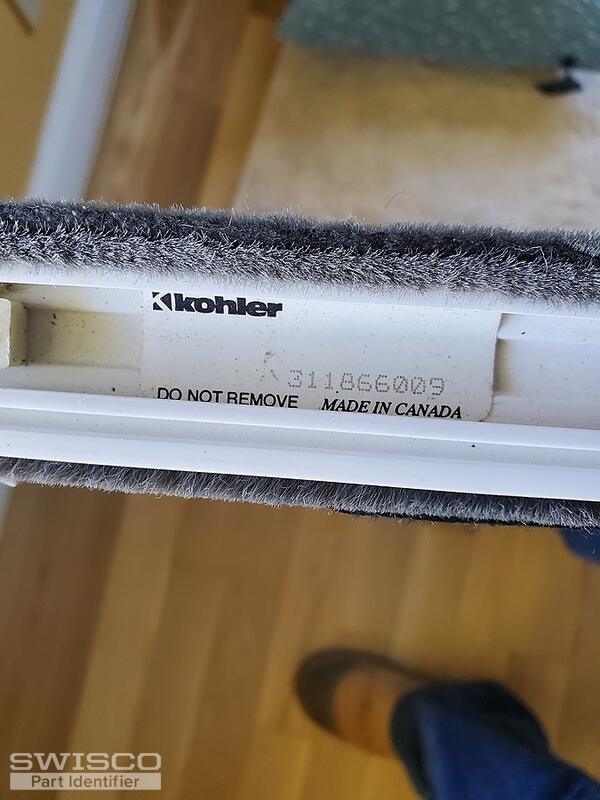 kohler
311866009
DO NOT REMOVE MADE IN CANADA
SWISCO
Part Identifier